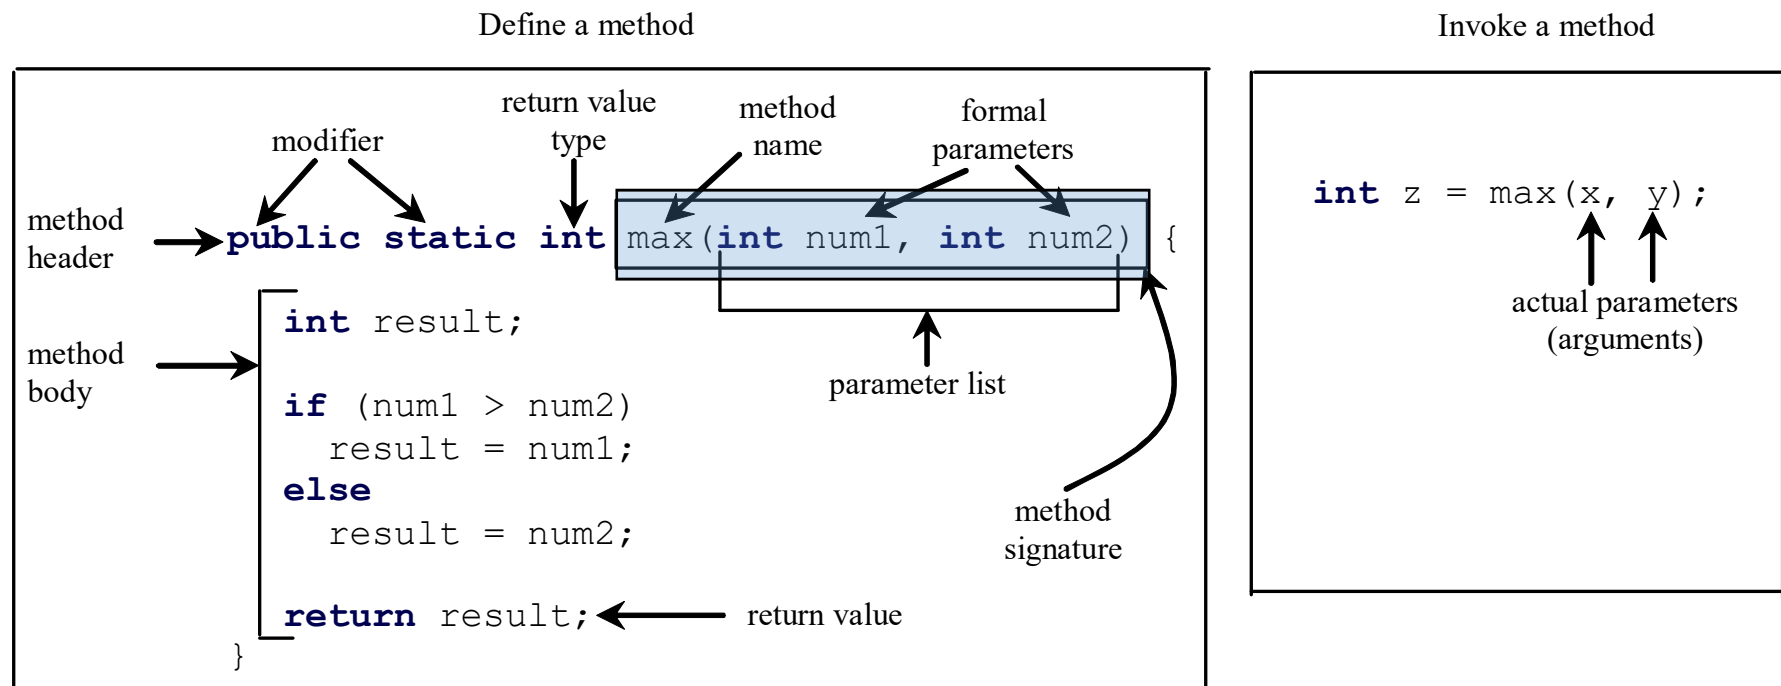 Define a method
Invoke a method
return value
type
method
name
formal
parameters
modifier
method
header
public static int max(int num1, int num2) {
int result;
method
body
parameter list
if (num1 > num2)
result = num1;
else
result = num2;
method
signature
return result;
return value
}
int z = max(x, y);
actual parameters
(arguments)